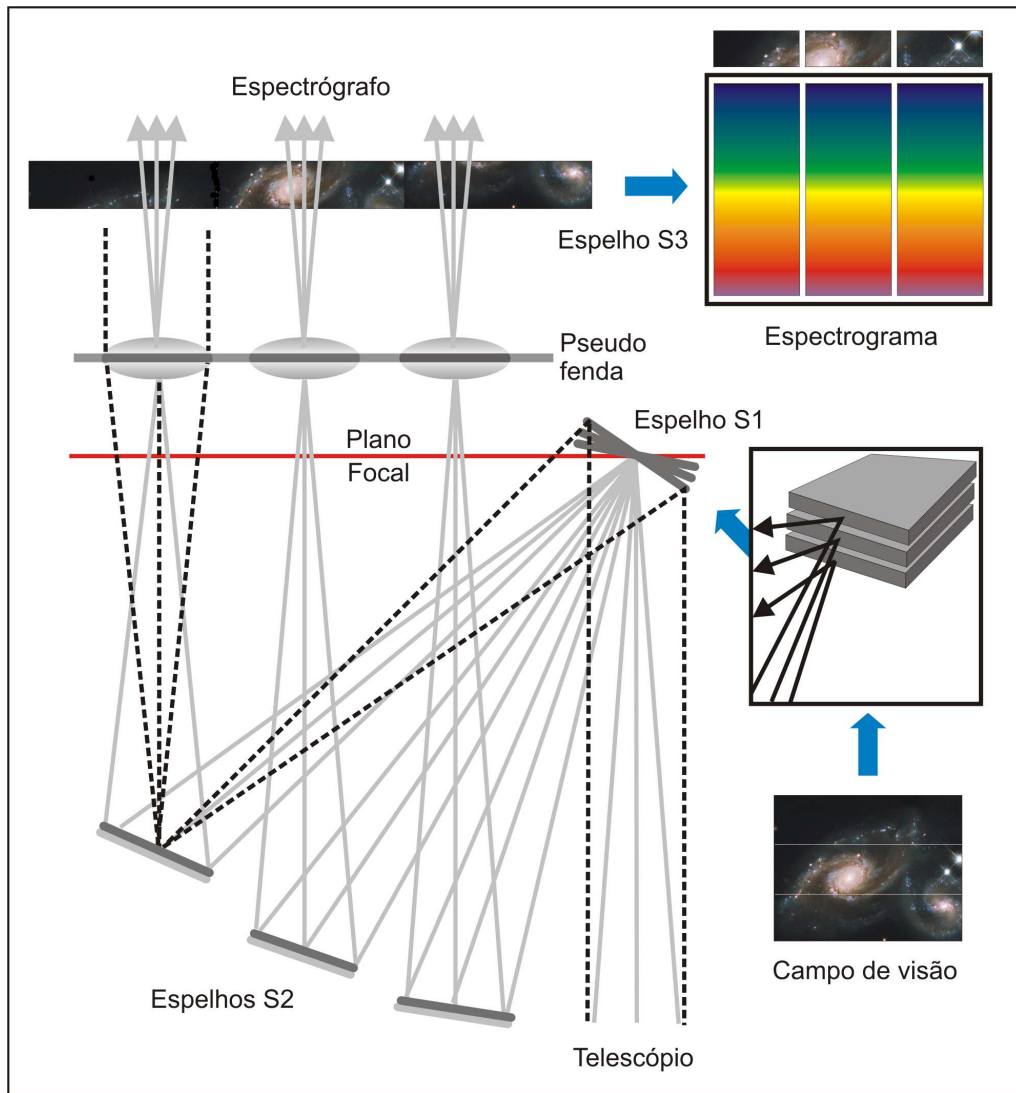 Espectrógrafo
Espelho S3
Espectrograma
Pseudo
fenda
Espelho S1
Plano
Focal
Campo de visão
Espelhos S2
Telescópio